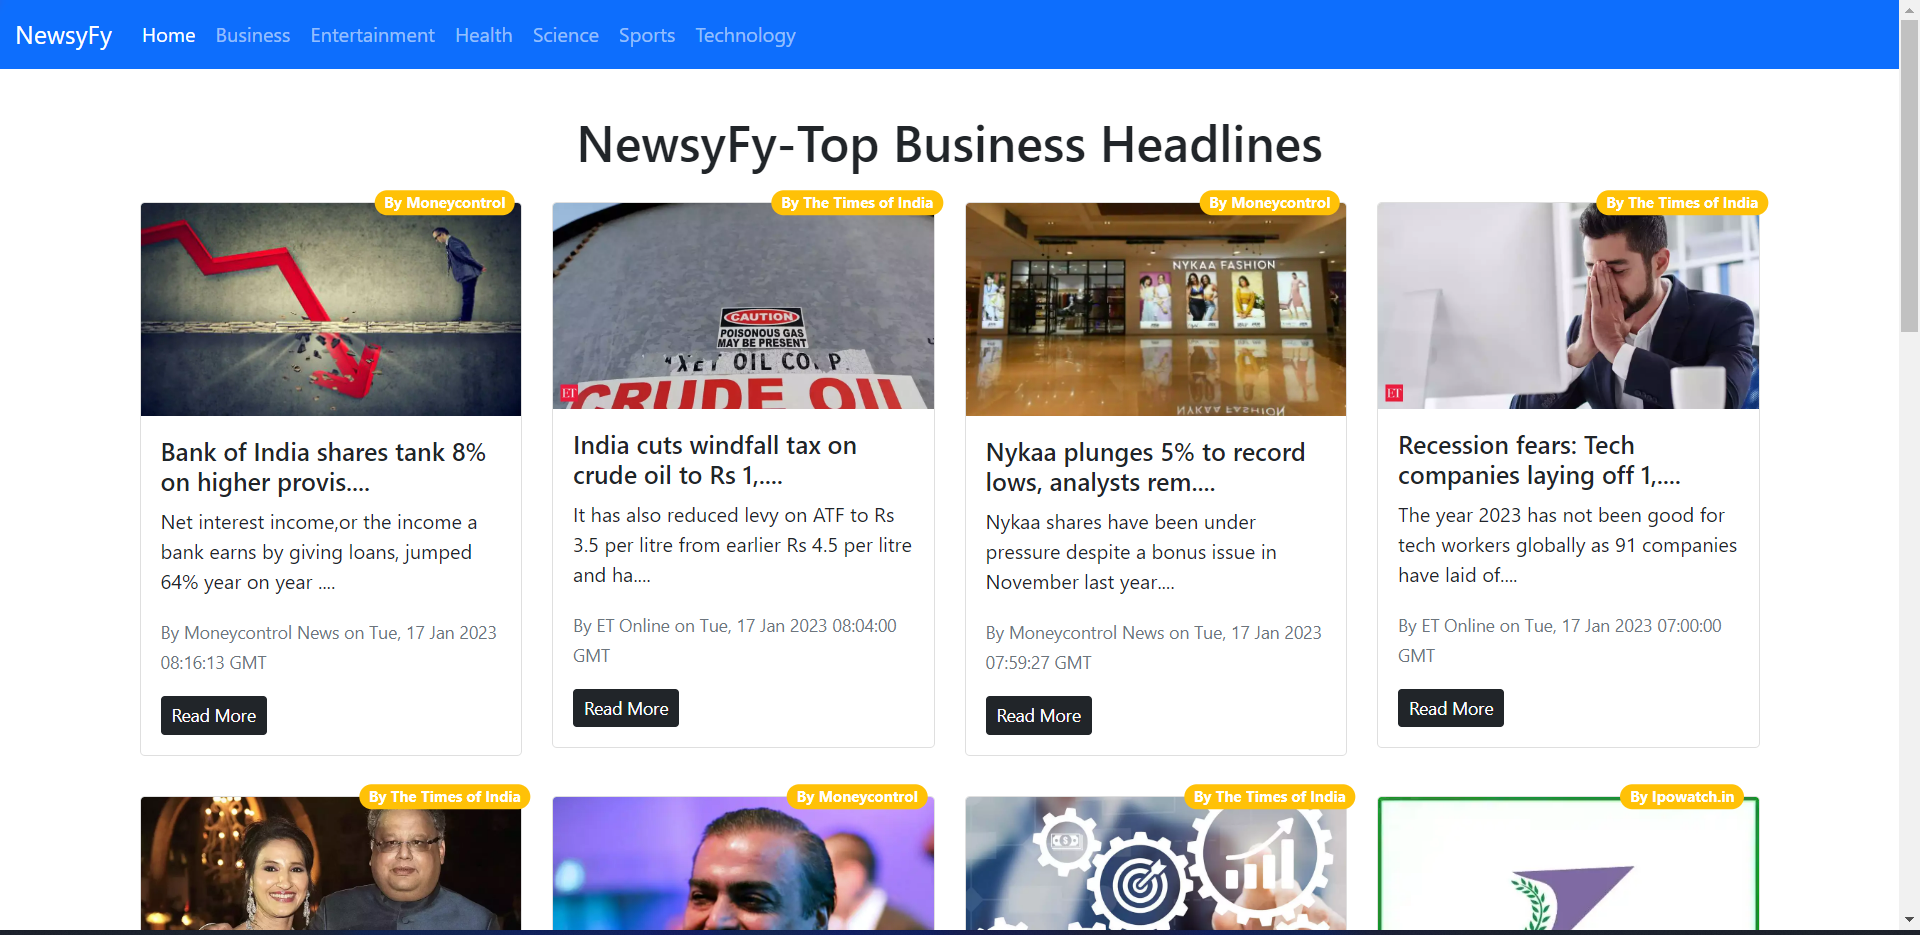 NewsyFy Home Business Entertainment Health Science Sports Technology
NewsyFy-Top Business Headlines
By Moneycontrol
Bank of India shares tank 8%
on higher provis....
Net interest income,or the income a
bank earns by giving loans, jumped
64% year on year ....
By Moneycontrol News on Tue, 17 Jan 2023
08:16:13 GMT
Read More
By The Times of India
CAUTION
POISONOUS GAS
MAY BE PRESENT
OIL
CRUDE OIL
ET
India cuts windfall tax on
crude oil to Rs 1,....
It has also reduced levy on ATF to Rs
3.5 per litre from earlier Rs 4.5 per litre
and ha....
By ET Online on Tue, 17 Jan 2023 08:04:00
GMT
Read More
By Moneycontrol
NYKAA FASHION
NYKAA FASHION
Nykaa plunges 5% to record
lows, analysts rem....
Nykaa shares have been under
pressure despite a bonus issue in
November last year....
By Moneycontrol News on Tue, 17 Jan 2023
07:59:27 GMT
Read More
By The Times of India
ET
Recession fears: Tech
companies laying off 1,....
The year 2023 has not been good for
tech workers globally as 91 companies
have laid of....
By ET Online on Tue, 17 Jan 2023 07:00:00
GMT
Read More
By The Times of India
By Moneycontrol
By The Times of India
By Ipowatch.in